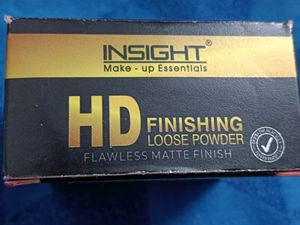 INSIGHT®
Make - up Essentials
HD FINISHING
LOOSE POWDER
FLAWLESS MATTE FINISH